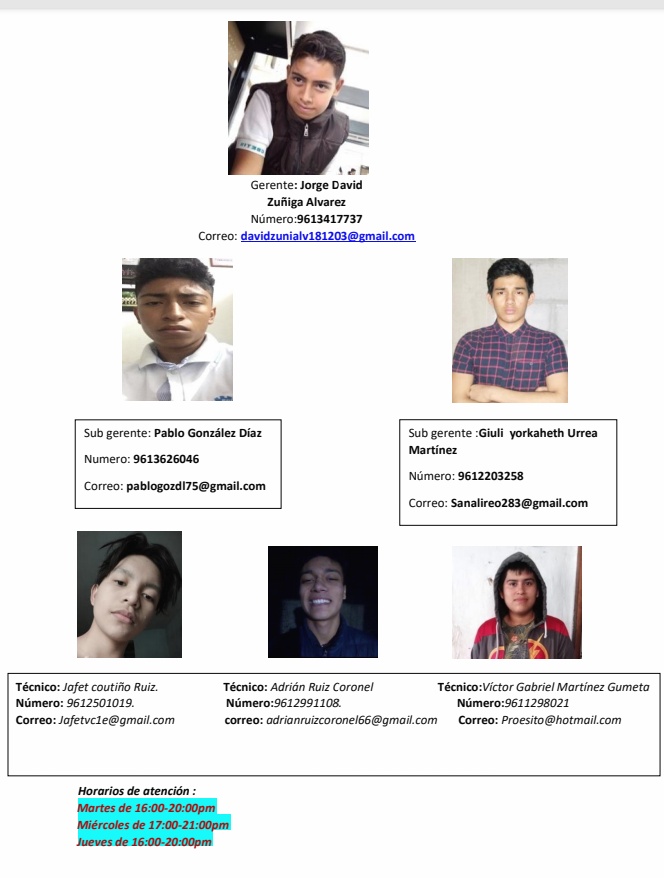 Gerente: Jorge David
Zuñiga Alvarez
Número:9613417737
Correo: davidzunialv181203@gmail.com
Sub gerente: Pablo González Díaz
Numero: 9613626046
Correo: pablogozdl75@gmail.com
Sub gerente :Giuli yorkaheth Urrea
Martínez
Número: 9612203258
Correo: Sanalireo283@gmail.com
Técnico: Jafet coutiño Ruiz. Técnico: Adrián Ruiz Coronel Técnico:Víctor Gabriel Martínez Gumeta
Número: 9612501019. Número:9612991108. Número:9611298021
Correo: Jafetvc1e@gmail.com correo: adrianruizcoronel66@gmail.com Correo: Proesito@hotmail.com
Horarios de atención :
Martes de 16:00-20:00pm
Miércoles de 17:00-21:00pm
Jueves de 16:00-20:00pm